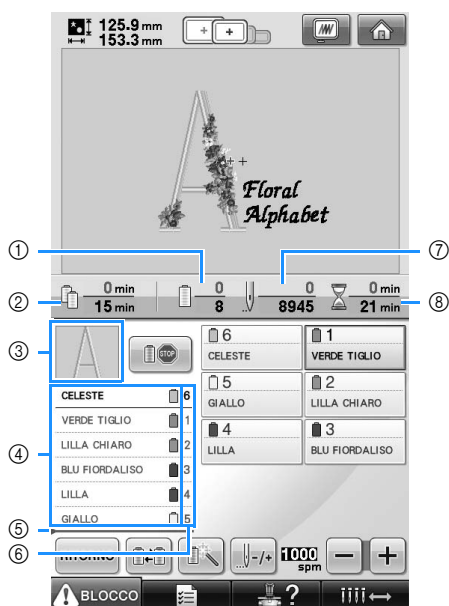 125.9 mm
153.3 mm
Floral
Alphabet
① ⑦
0 min 0 0 0 min
② 15 min 8 8945 21 min ⑧
③
6 CELESTE
1 VERDE TIGLIO
5 GIALLO
2 LILLA CHIARO
4 LILLA
3 BLU FIORDALISO
STOP
④
CELESTE 6
VERDE TIGLIO 1
LILLA CHIARO 2
BLU FIORDALISO 3
LILLA 4
GIALLO 5
⑤
⑥
RITORNO -/+ 1000 spm − +
BLOCCO ?